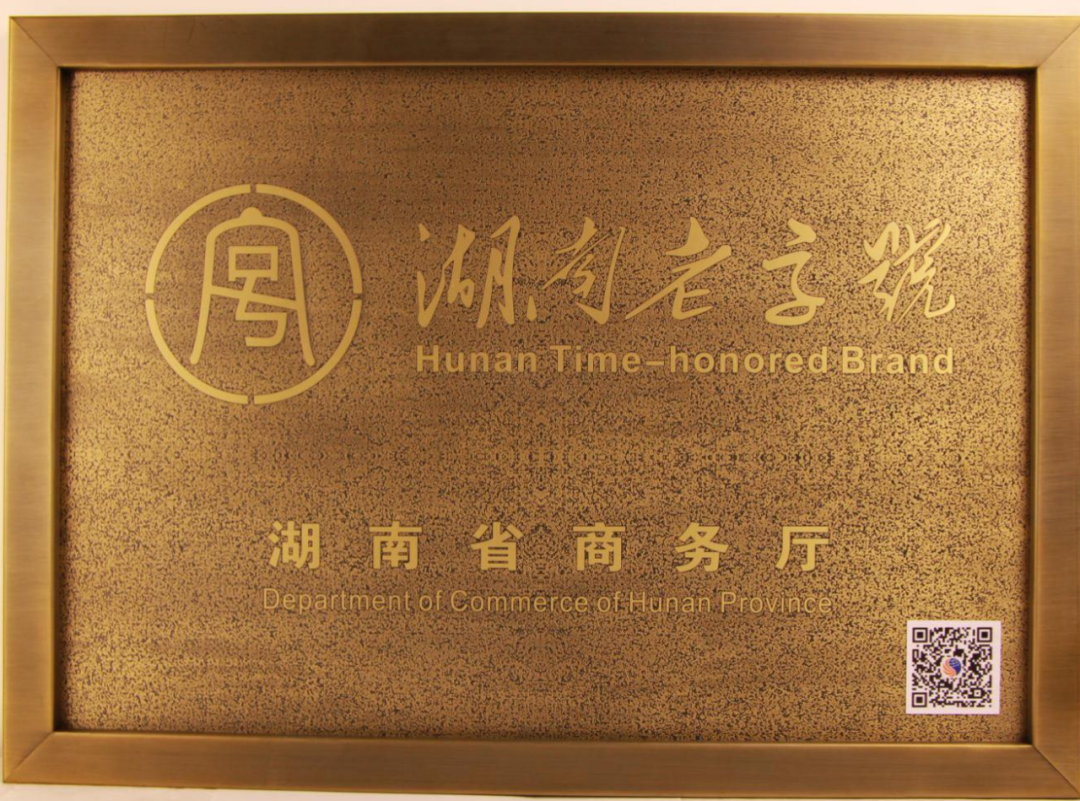 湖南老字號
Hunan Time-honored Brand
湖南省商务厅
Department of Commerce of Hunan Province